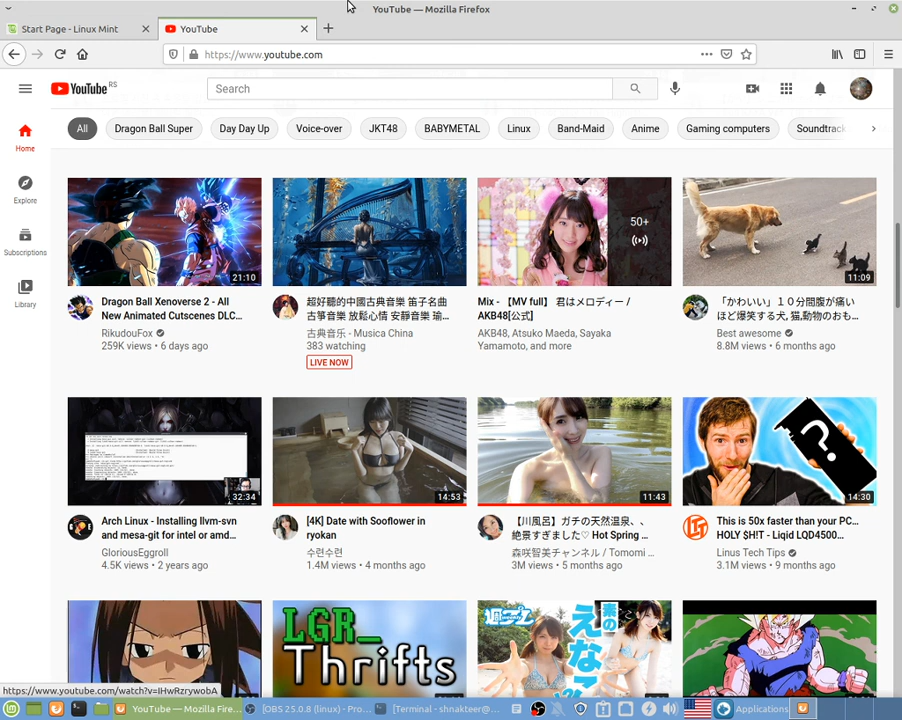 YouTube — Mozilla Firefox
Start Page - Linux Mint
YouTube
https://www.youtube.com
YouTube RS
Search
All
Dragon Ball Super
Day Day Up
Voice-over
JKT48
BABYMETAL
Linux
Band-Maid
Anime
Gaming computers
Soundtrac
Home
Explore
Subscriptions
Library
21:10
50+
11:09
Dragon Ball Xenoverse 2 - All
New Animated Cutscenes DLC...
RikudouFox
259K views • 6 days ago
超好聽的中國古典音樂 笛子名曲
古箏音樂 放鬆心情 安靜音樂 瑜...
古典音乐 - Musica China
383 watching
LIVE NOW
Mix - 【MV full】 君はメロディー /
AKB48[公式]
AKB48, Atsuko Maeda, Sayaka
Yamamoto, and more
「かわいい」１０分間腹が痛い
ほど爆笑する犬, 猫,動物のおも...
Best awesome
8.8M views • 6 months ago
32:34
14:53
11:43
14:30
Arch Linux - Installing llvm-svn
and mesa-git for intel or amd...
GloriousEggroll
4.5K views • 2 years ago
[4K] Date with Sooflower in
ryokan
수련수련
1.4M views • 4 months ago
【川風呂】ガチの天然温泉、、
絶景すぎました♡ Hot Spring ...
森咲智美チャンネル / Tomomi ...
3M views • 5 months ago
This is 50x faster than your PC...
HOLY SH!T - Liqid LQD4500...
Linus Tech Tips
3.1M views • 9 months ago
LGR_
Thrifts
素の
えなこ
https://www.youtube.com/watch?v=IHwRzrywobA
YouTube — Mozilla Fire...
[OBS 25.0.8 (linux) - Pro...
[Terminal - shnakteer@...
Applications